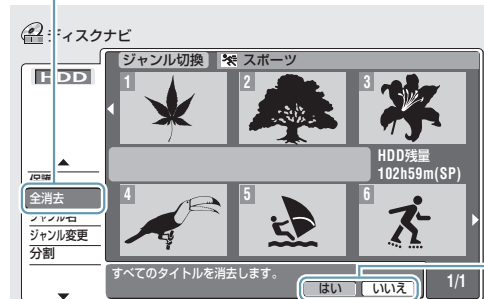 ディスクナビ
HDD
ジャンル切換 スポーツ
1
2
3
HDD残量
102h59m(SP)
保護
全消去
ジャンル名
ジャンル変更
分割
4
5
6
すべてのタイトルを消去します。
はい いいえ
1/1